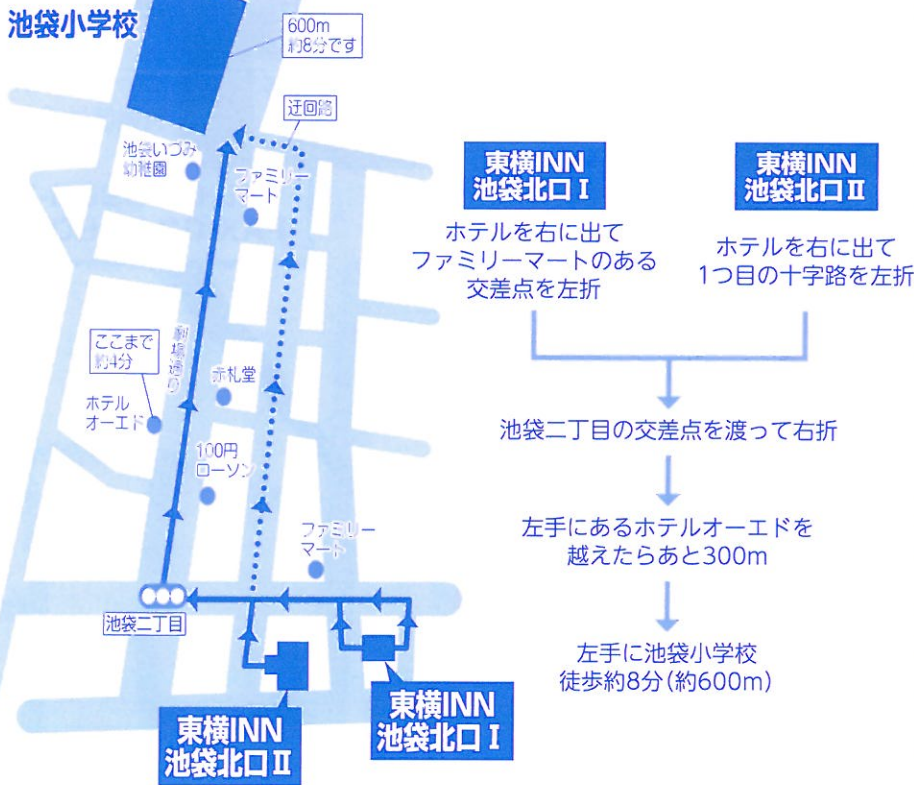 池袋小学校
600m
約8分です
迂回路
池袋いづみ
幼稚園
ファミリー
マート
ここまで
約4分
劇場通り
赤札堂
ホテル
オーエド
100円
ローソン
ファミリー
マート
池袋二丁目
東横INN
池袋北口Ⅱ
東横INN
池袋北口Ⅰ
東横INN
池袋北口Ⅰ
ホテルを右に出て
ファミリーマートのある
交差点を左折
東横INN
池袋北口Ⅱ
ホテルを右に出て
1つ目の十字路を左折
池袋二丁目の交差点を渡って右折
左手にあるホテルオーエドを
越えたらあと300m
左手に池袋小学校
徒歩約8分(約600m)